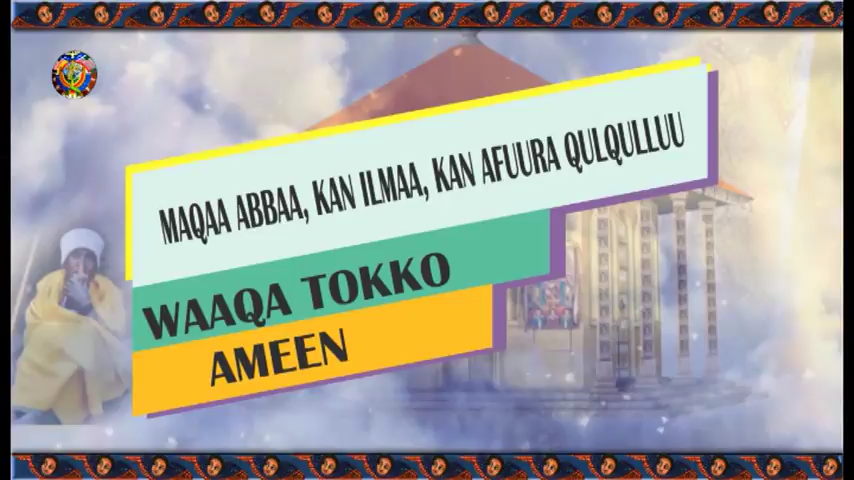 MAQAA ABBAA, KAN ILMAA, KAN AFUURA QULQULLUU
WAAQA TOKKO
AMEEN